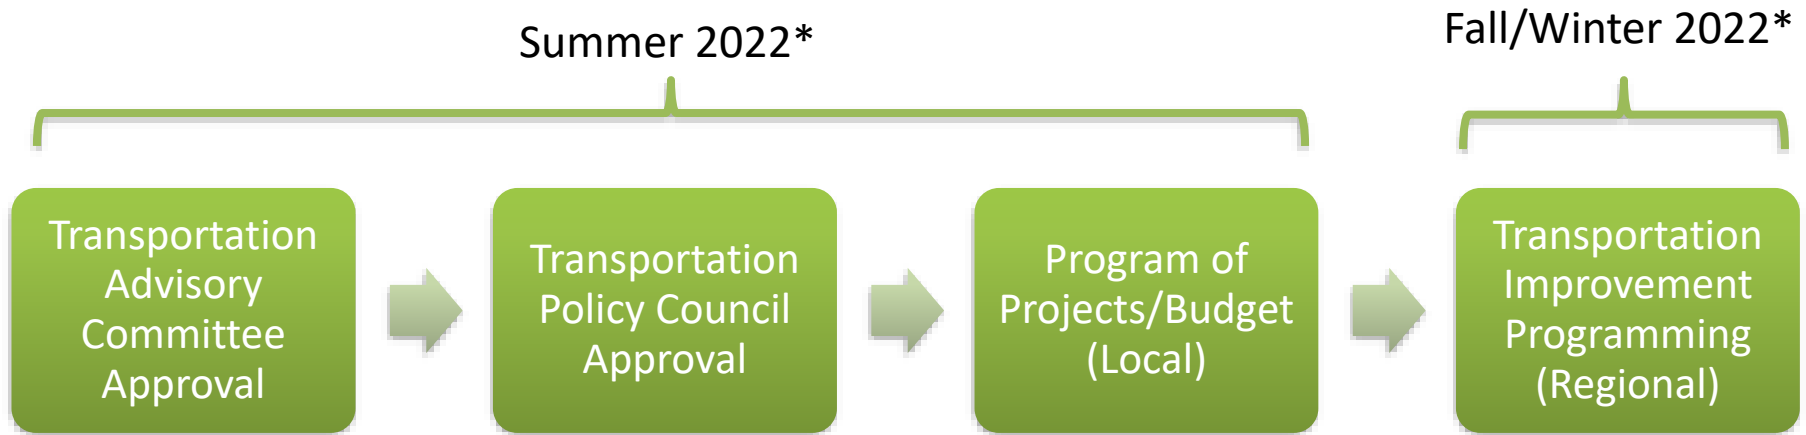 Summer 2022*
Fall/Winter 2022*
Transportation
Advisory
Committee
Approval
Transportation
Policy Council
Approval
Program of
Projects/Budget
(Local)
Transportation
Improvement
Programming
(Regional)